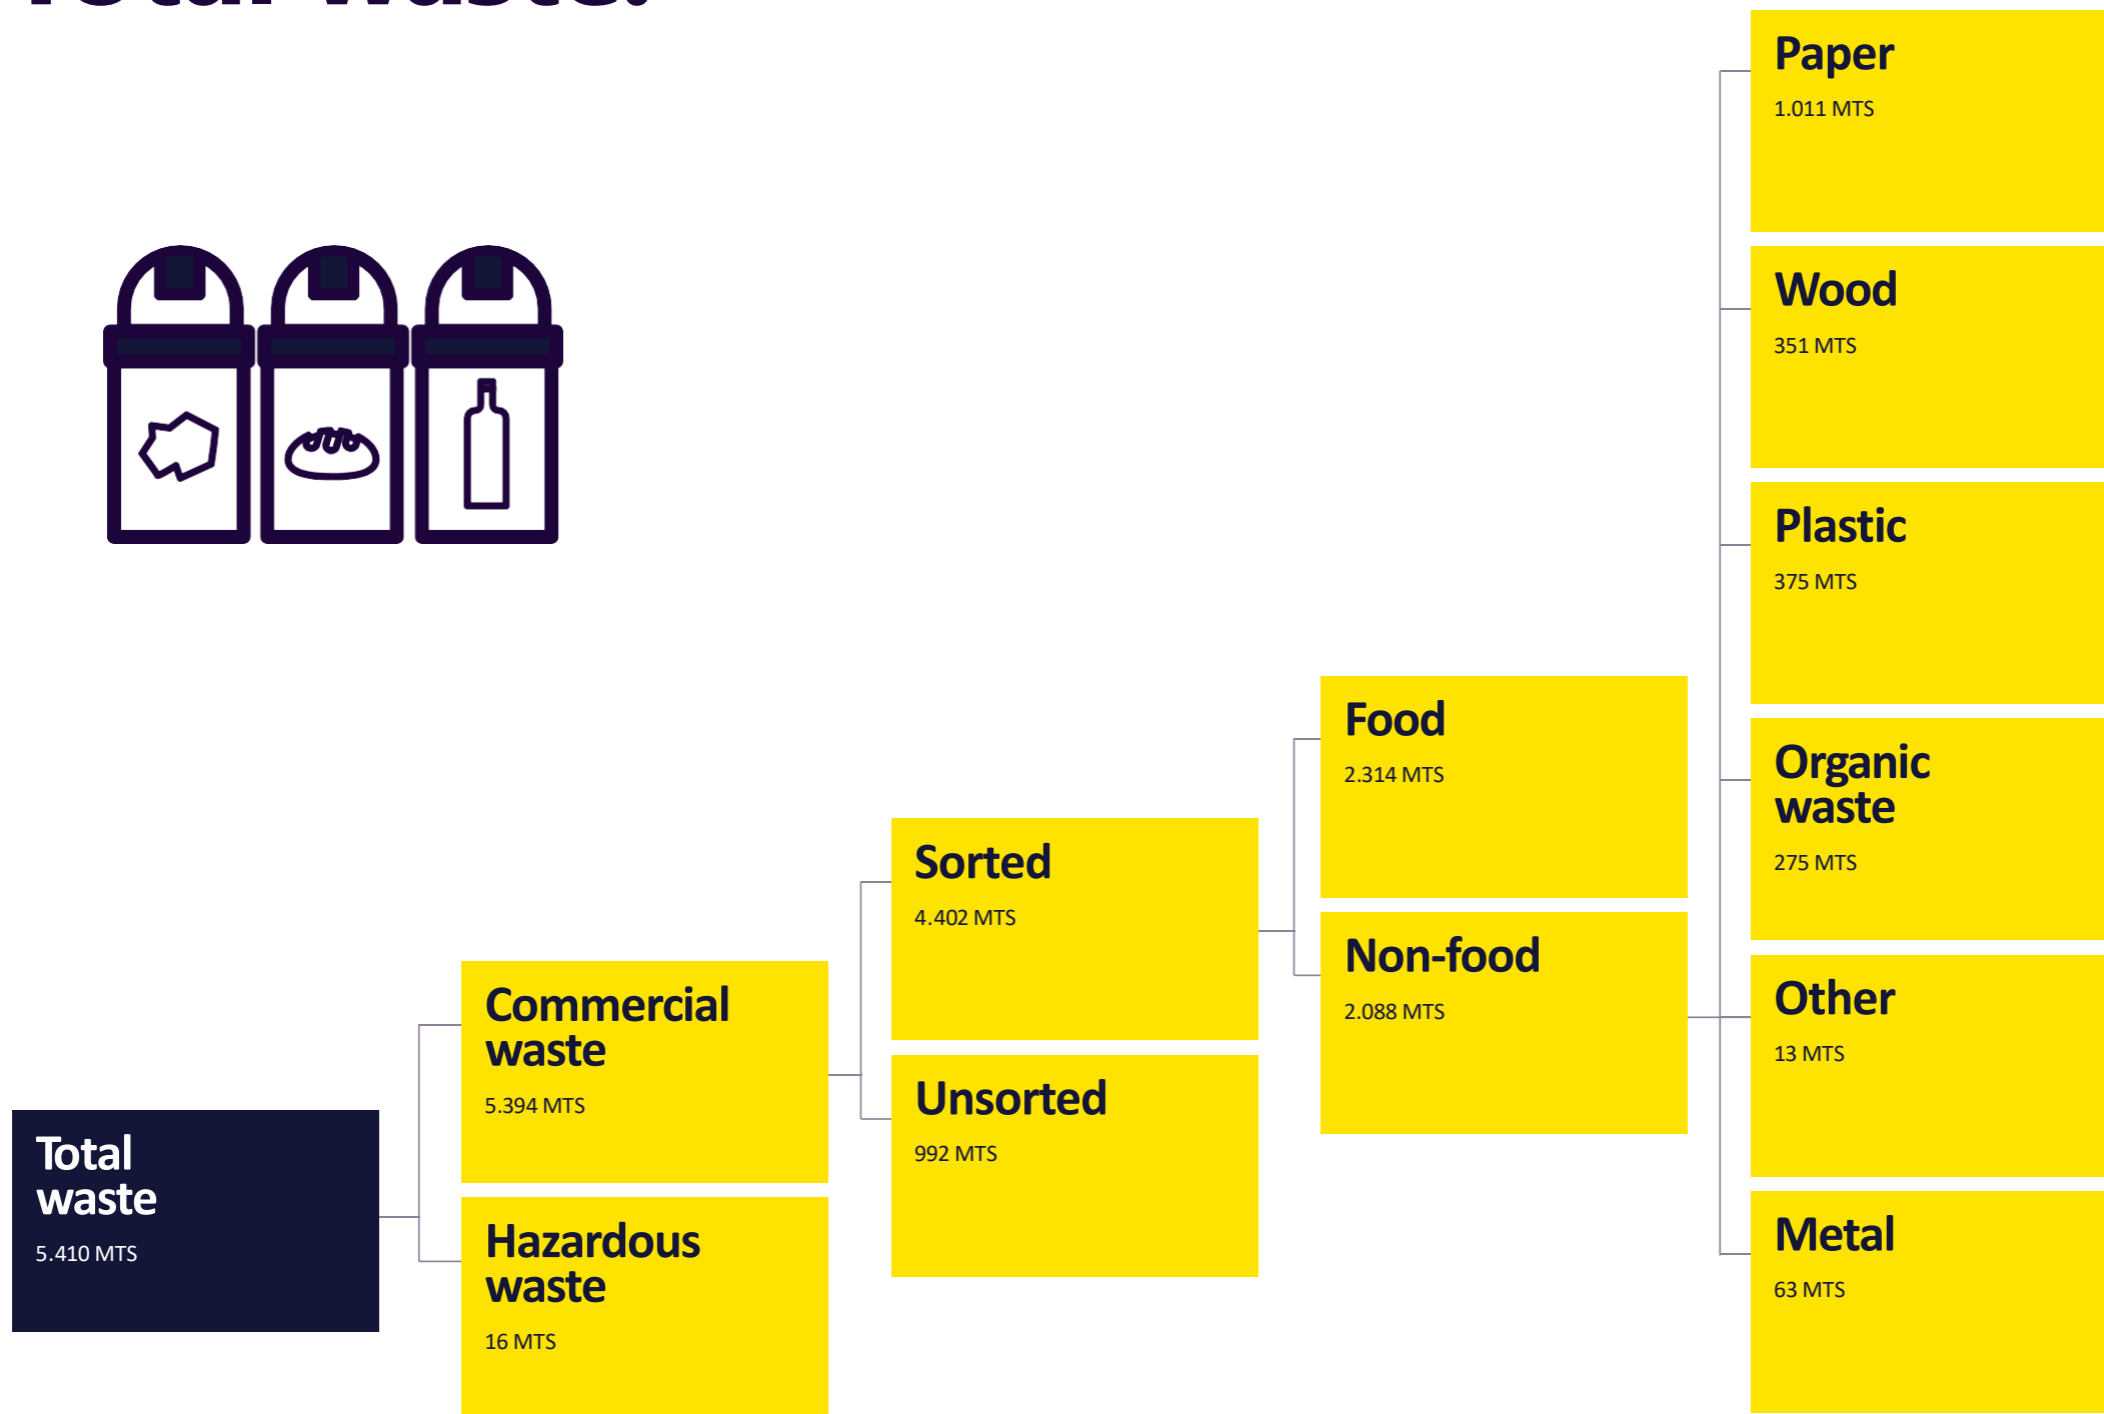 Total waste.
Paper
1.011 MTS
Wood
351 MTS
Plastic
375 MTS
Organic
waste
275 MTS
Other
13 MTS
Metal
63 MTS
Food
2.314 MTS
Non-food
2.088 MTS
Sorted
4.402 MTS
Unsorted
992 MTS
Commercial
waste
5.394 MTS
Hazardous
waste
16 MTS
Total
waste
5.410 MTS